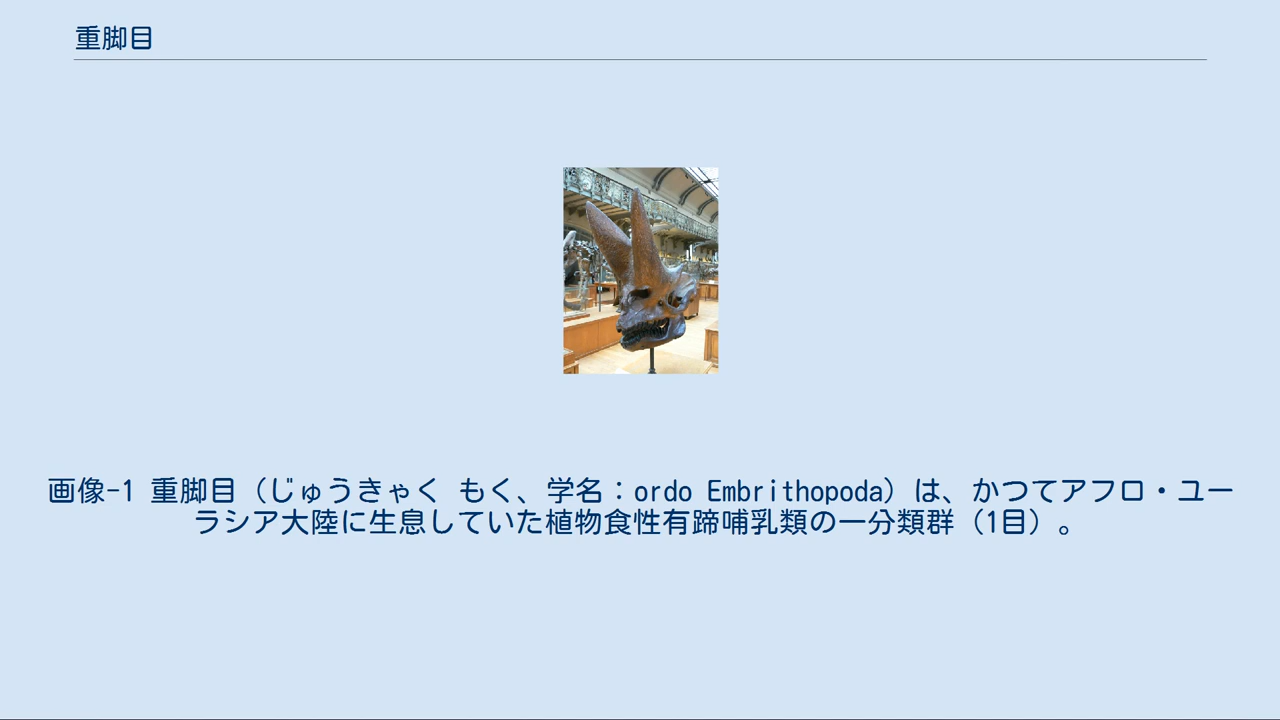 重脚目
画像-1 重脚目（じゅうきゃく もく、学名：ordo Embrithopoda）は、かつてアフロ・ユー
ラシア大陸に生息していた植物食性有蹄哺乳類の一分類群（1目）。